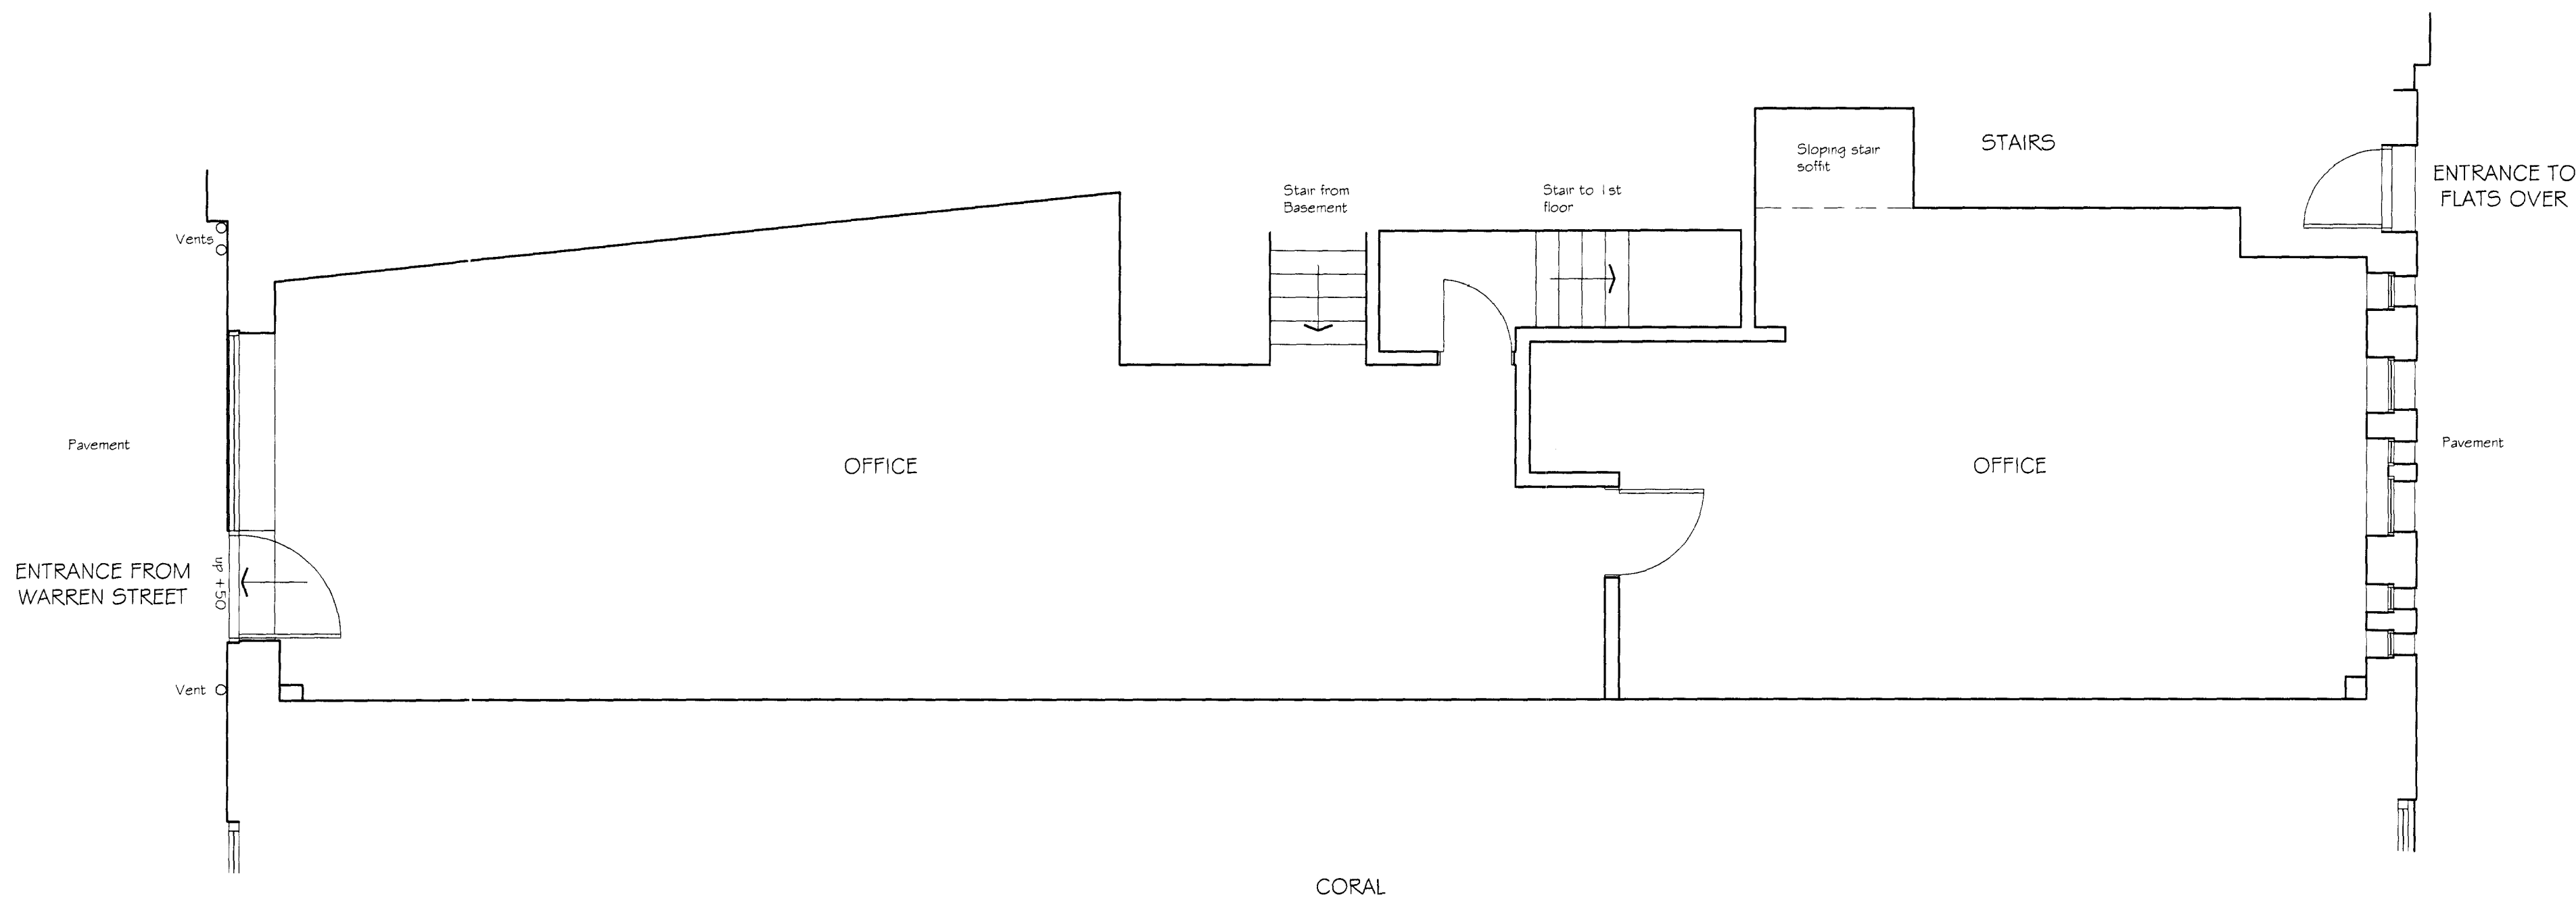 STAIRS
Sloping stair
soffit
ENTRANCE TO
FLATS OVER
Stair from
Basement
Stair to 1st
floor
Vents
Pavement
OFFICE
OFFICE
Pavement
ENTRANCE FROM
WARREN STREET
up +50
Vent
CORAL